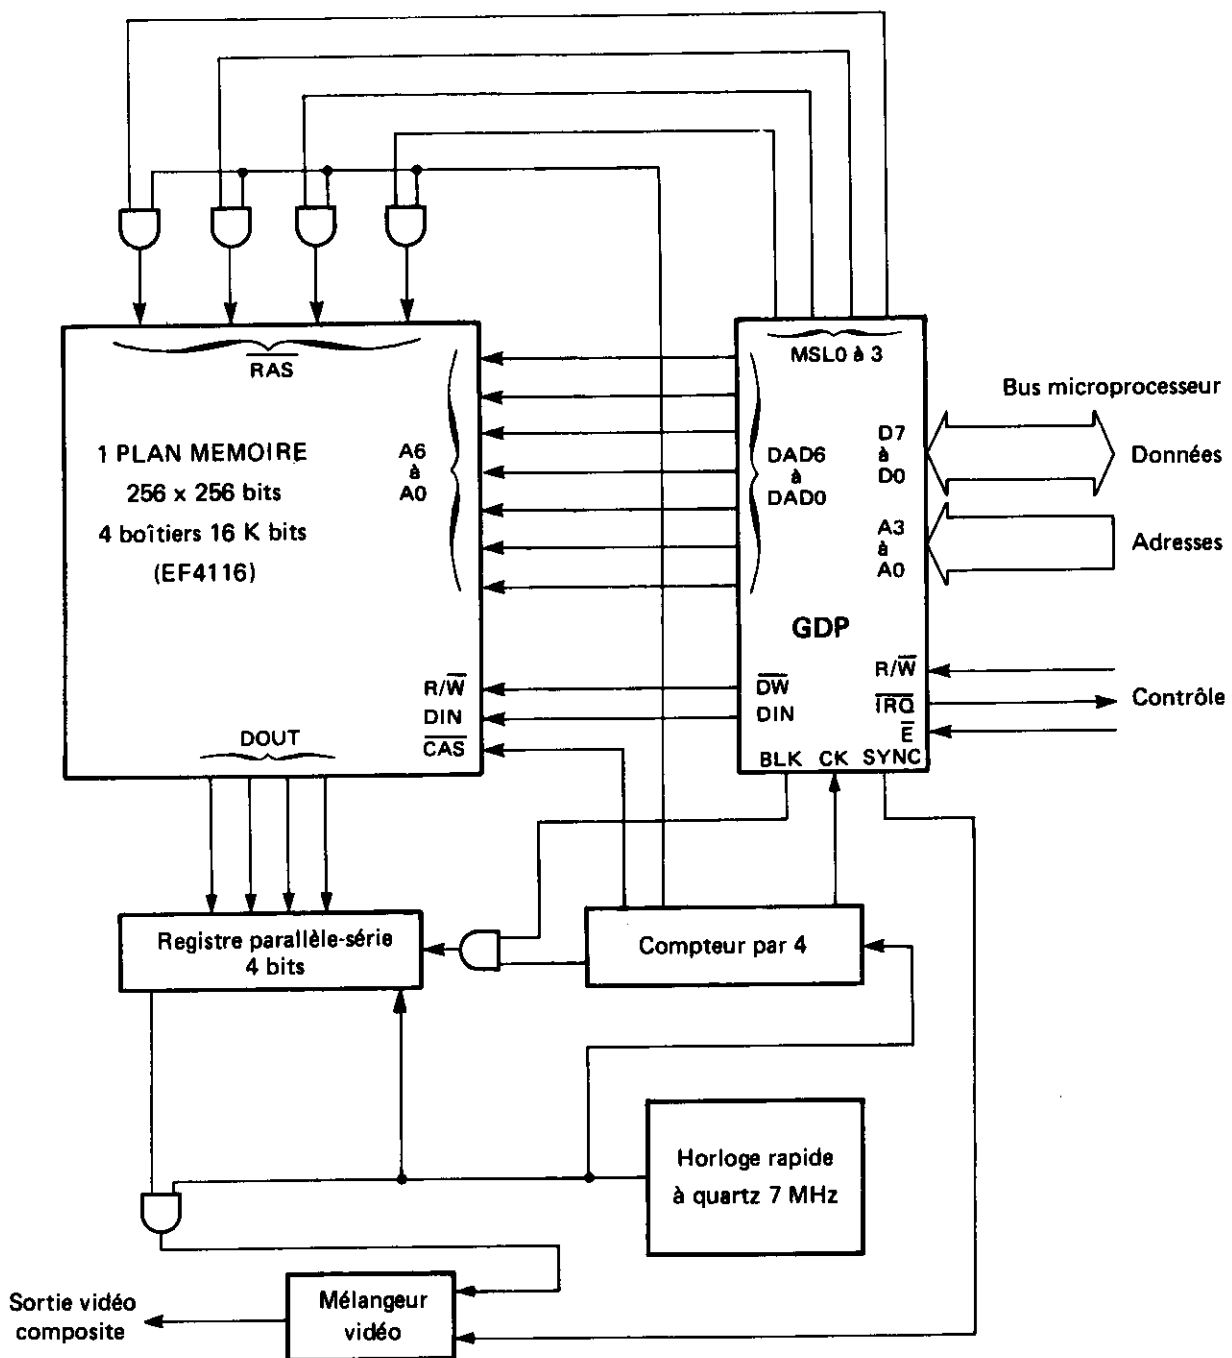 RAS
MSL0 à 3
1 PLAN MEMOIRE
256 x 256 bits
4 boîtiers 16 K bits
(EF4116)
A6
à
A0
DAD6
à
DAD0
D7
à
D0
A3
à
A0
Bus microprocesseur
Données
Adresses
GDP
R/W
DIN
CAS
DW
DIN
R/W
IRQ
E
Contrôle
DOUT
BLK CK SYNC
Registre parallèle-série
4 bits
Compteur par 4
Horloge rapide
à quartz 7 MHz
Sortie vidéo
composite
Mélangeur
vidéo